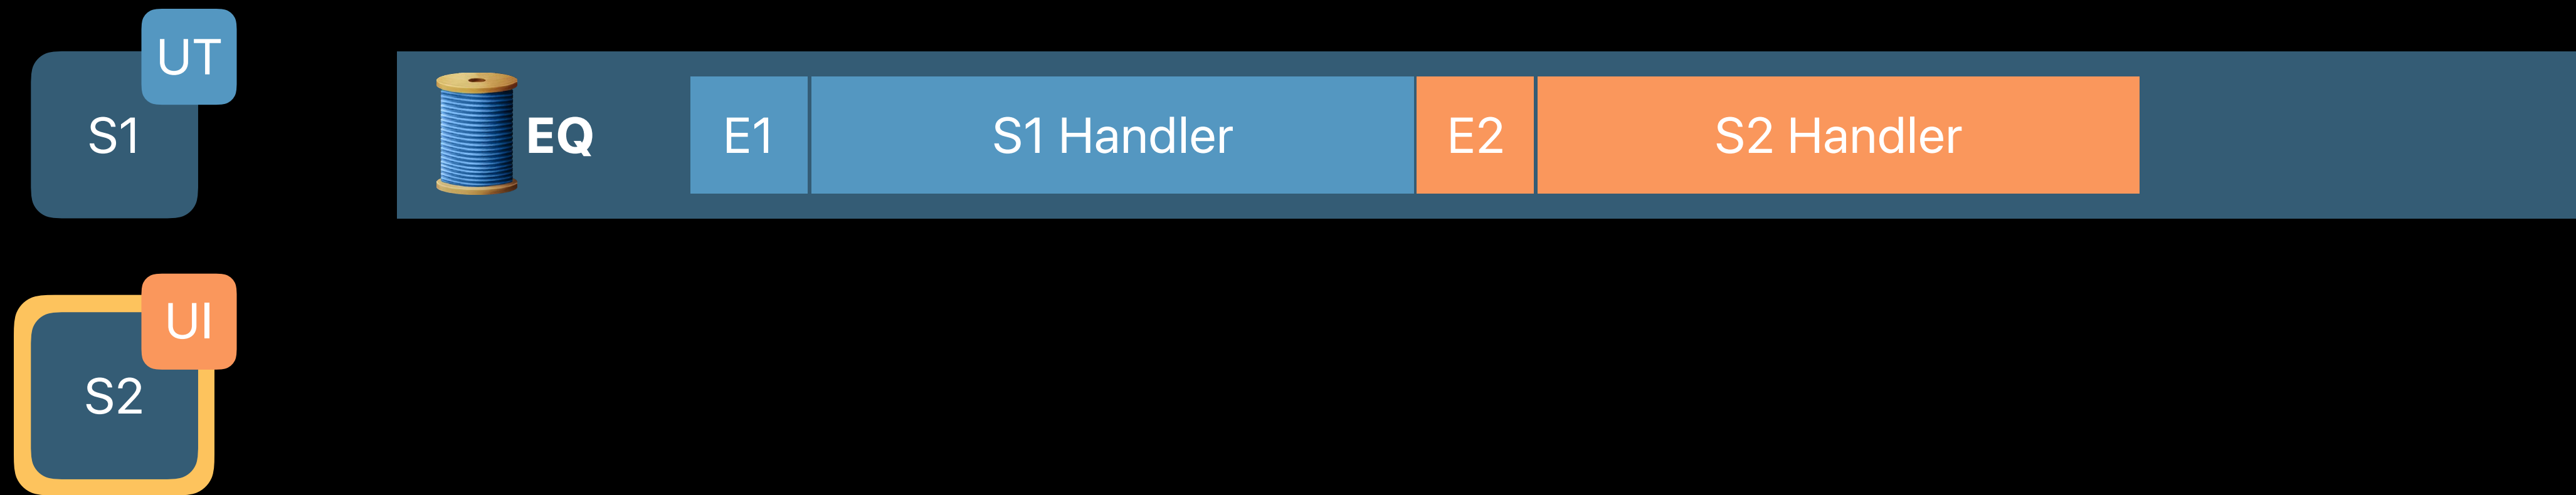 UT
S1
EQ
E1
S1 Handler
E2
S2 Handler
UI
S2